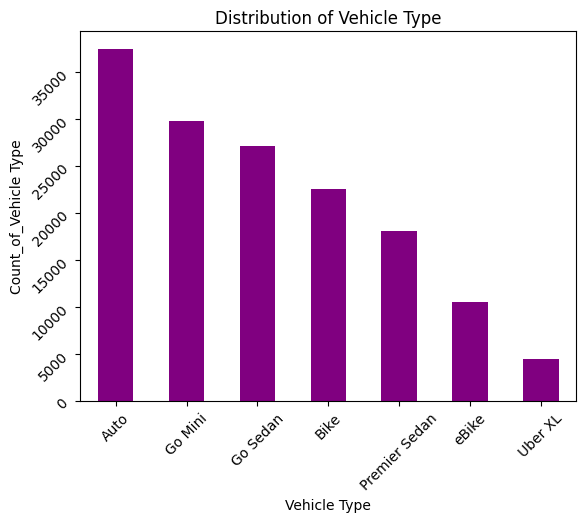 Distribution of Vehicle Type
Count_of_Vehicle Type
35000
30000
25000
20000
15000
10000
5000
0
Auto
Go Mini
Go Sedan
Bike
Premier Sedan
eBike
Uber XL
Vehicle Type